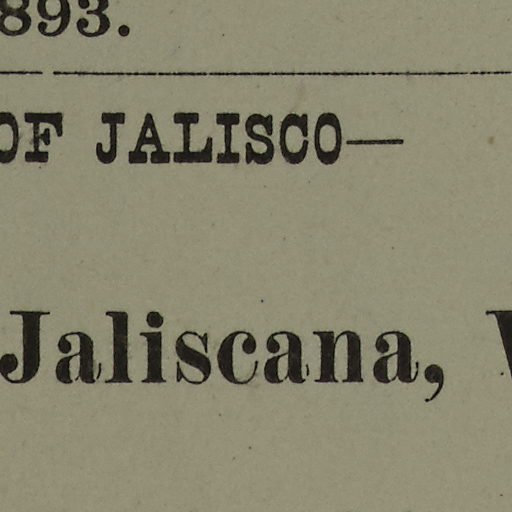 893.
OF JALISCO—
Jaliscana,